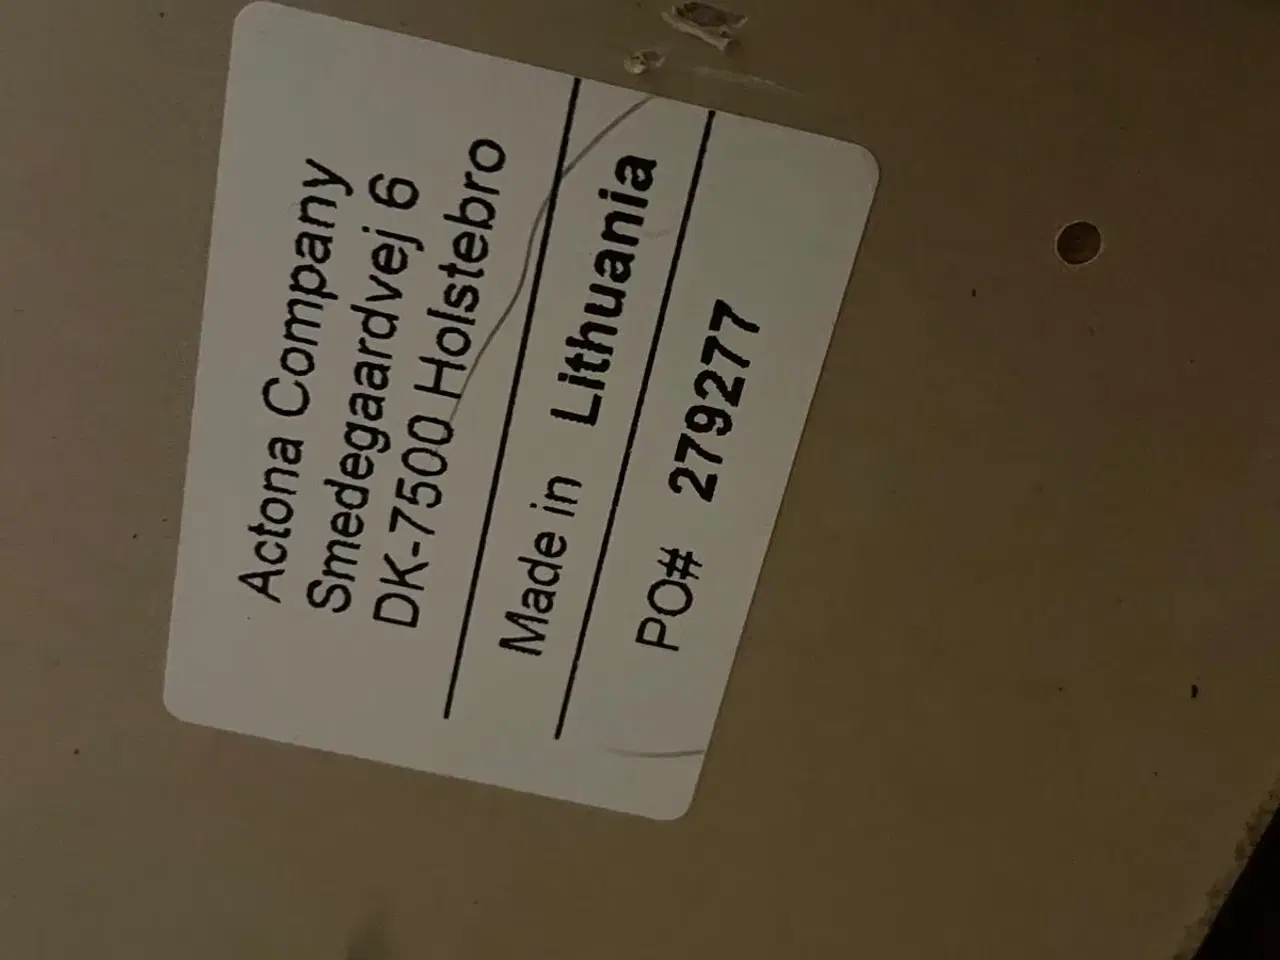 Actona Company
Smedegaardvej 6
DK-7500 Holstebro
Made in Lithuania
PO# 279277